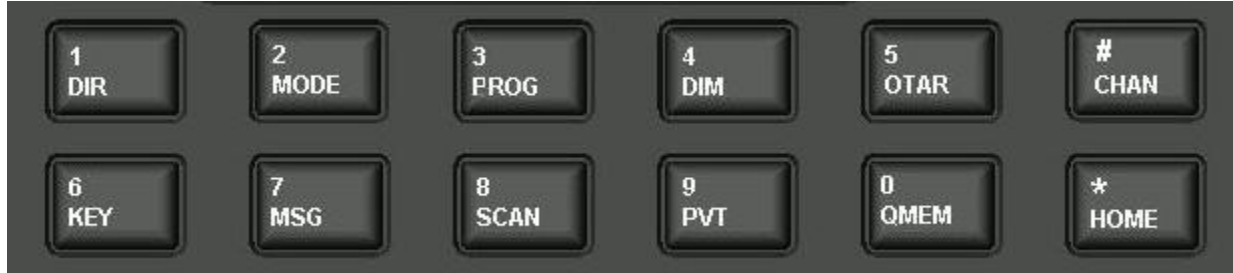 1 2 3 4 5 #
DIR MODE PROG DIM OTAR CHAN
6 7 8 9 0 *
KEY MSG SCAN PVT QMEM HOME